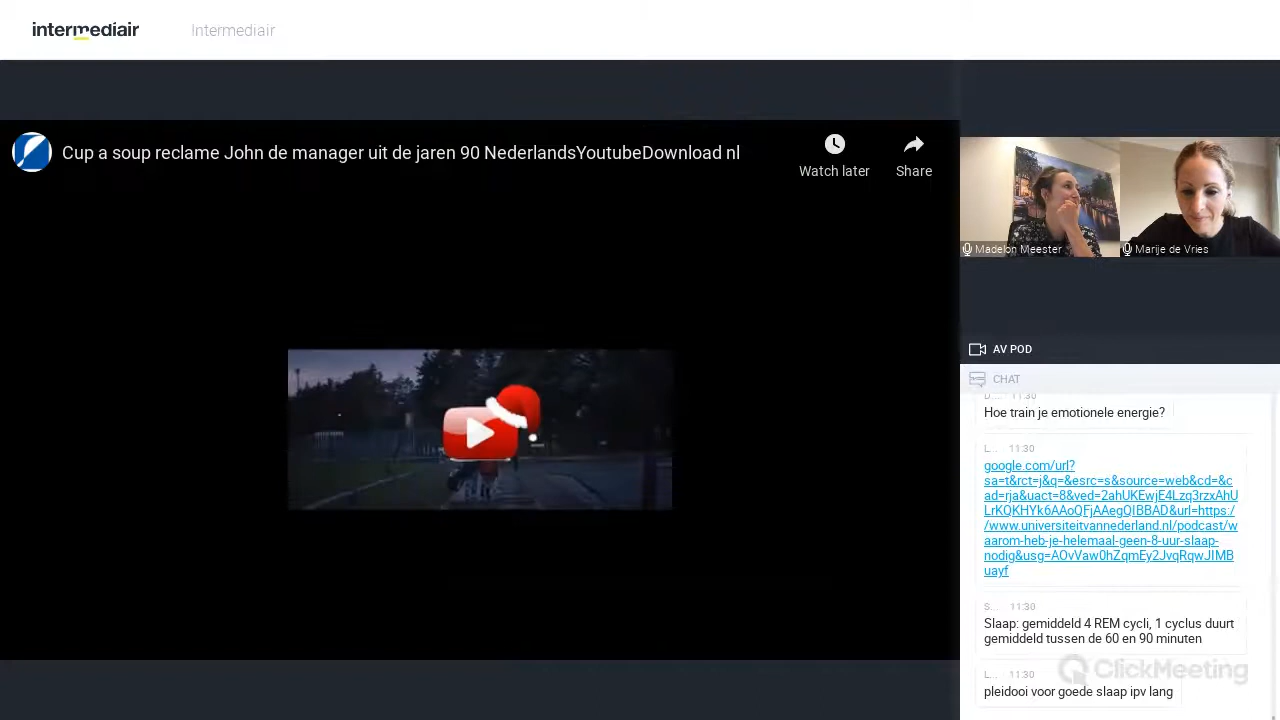 intermediair
Intermediair
Cup a soup reclame John de manager uit de jaren 90 NederlandsYoutubeDownload nl
Watch later
Share
Madelon Meester
Marije de Vries
AV POD
CHAT
D... 11:30
Hoe train je emotionele energie?
L... 11:30
google.com/url?
sa=t&rct=j&q=&esrc=s&source=web&cd=&c
ad=rja&uact=8&ved=2ahUKEwjE4Lzq3rzxAhU
LrKQKHYk6AAoQFjAAegQIBBAD&url=https:/
/www.universiteitvannederland.nl/podcast/w
aarom-heb-je-helemaal-geen-8-uur-slaap-
nodig&usg=AOvVaw0hZqmEy2JvqRqwJIMB
uayf
S... 11:30
Slaap: gemiddeld 4 REM cycli, 1 cyclus duurt
gemiddeld tussen de 60 en 90 minuten
ClickMeeting
L... 11:30
pleidooi voor goede slaap ipv lang